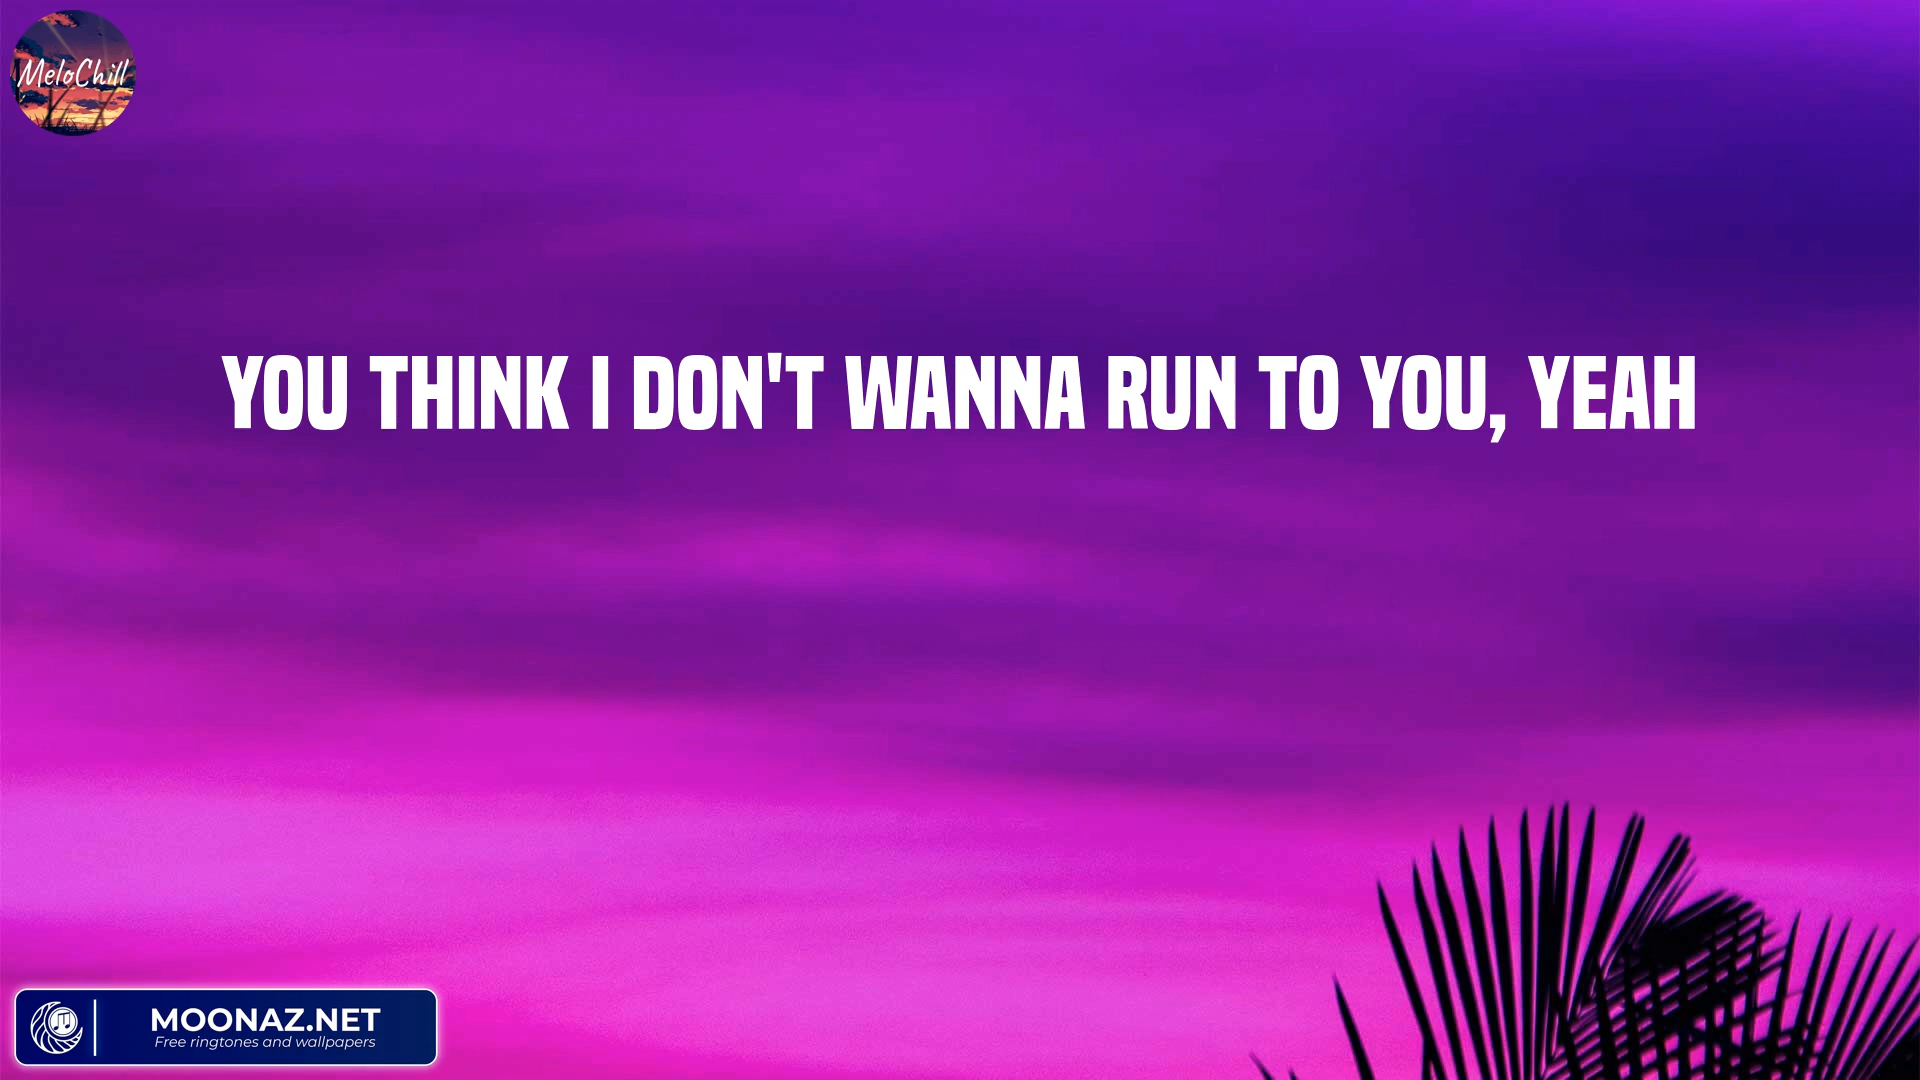 MeloChill
YOU THINK I DON'T WANNA RUN TO YOU, YEAH
MOONAZ.NET
Free ringtones and wallpapers